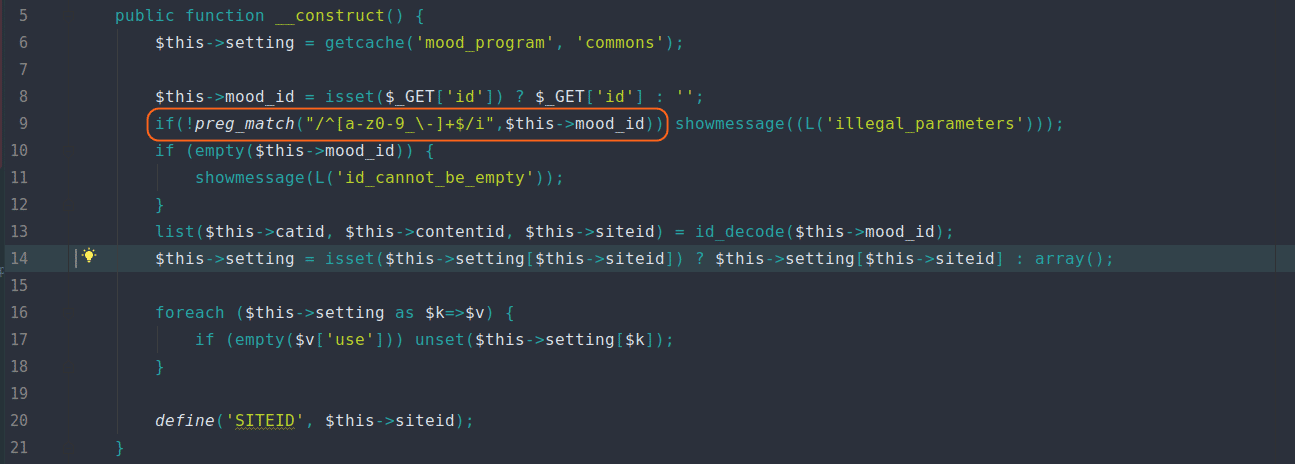 5 public function __construct() {
6 $this->setting = getcache('mood_program', 'commons');
7
8 $this->mood_id = isset($_GET['id']) ? $_GET['id'] : '';
9 if(!preg_match("/^[a-z0-9_\-]+$/i",$this->mood_id)) showmessage((L('illegal_parameters')));
10 if (empty($this->mood_id)) {
11 showmessage(L('id_cannot_be_empty'));
12 }
13 list($this->catid, $this->contentid, $this->siteid) = id_decode($this->mood_id);
14 $this->setting = isset($this->setting[$this->siteid]) ? $this->setting[$this->siteid] : array();
15
16 foreach ($this->setting as $k=>$v) {
17 if (empty($v['use'])) unset($this->setting[$k]);
18 }
19
20 define('SITEID', $this->siteid);
21 }